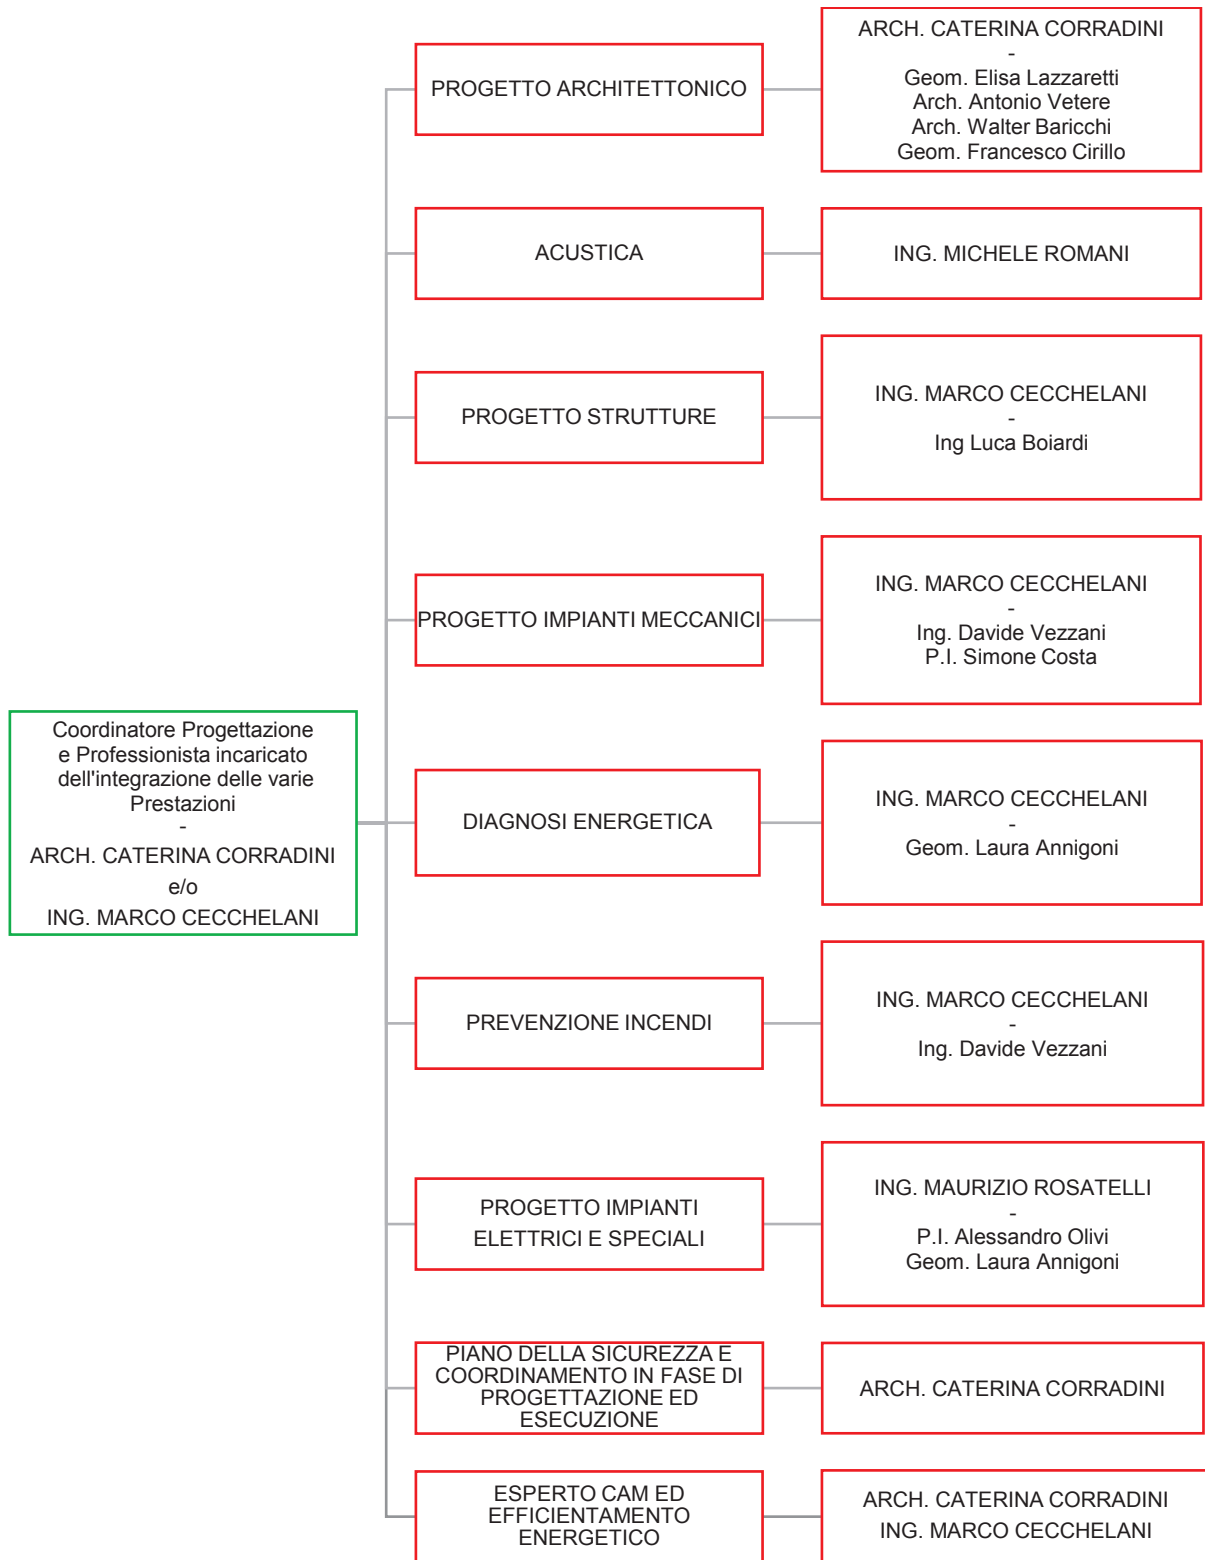 PROGETTO ARCHITETTONICO
ARCH. CATERINA CORRADINI
-
Geom. Elisa Lazzaretti
Arch. Antonio Vetere
Arch. Walter Baricchi
Geom. Francesco Cirillo
ACUSTICA
ING. MICHELE ROMANI
PROGETTO STRUTTURE
ING. MARCO CECCHELANI
-
Ing Luca Boiardi
PROGETTO IMPIANTI MECCANICI
ING. MARCO CECCHELANI
-
Ing. Davide Vezzani
P.I. Simone Costa
Coordinatore Progettazione
e Professionista incaricato
dell'integrazione delle varie
Prestazioni
-
ARCH. CATERINA CORRADINI
e/o
ING. MARCO CECCHELANI
DIAGNOSI ENERGETICA
ING. MARCO CECCHELANI
-
Geom. Laura Annigoni
PREVENZIONE INCENDI
ING. MARCO CECCHELANI
-
Ing. Davide Vezzani
PROGETTO IMPIANTI
ELETTRICI E SPECIALI
ING. MAURIZIO ROSATELLI
-
P.I. Alessandro Olivi
Geom. Laura Annigoni
PIANO DELLA SICUREZZA E
COORDINAMENTO IN FASE DI
PROGETTAZIONE ED
ESECUZIONE
ARCH. CATERINA CORRADINI
ESPERTO CAM ED
EFFICIENTAMENTO
ENERGETICO
ARCH. CATERINA CORRADINI
ING. MARCO CECCHELANI